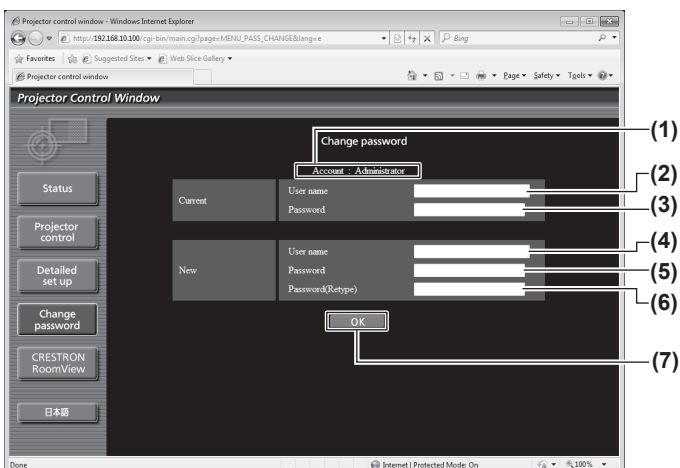 Projector control window - Windows Internet Explorer
http://192.168.10.100/cgi-bin/main.cgi?page=MENU_PASS_CHANGE&lang=e
Bing
Favorites Suggested Sites Web Slice Gallery
Projector control window
Page Safety Tools
Projector Control Window
Change password
(1)
Account : Administrator
Status
Current
User name
(2)
Password
(3)
Projector
control
New
User name
(4)
Password
(5)
Password(Retype)
(6)
Detailed
set up
Change
password
OK
(7)
CRESTRON
RoomView
日本語
Done
Internet | Protected Mode: On
100%